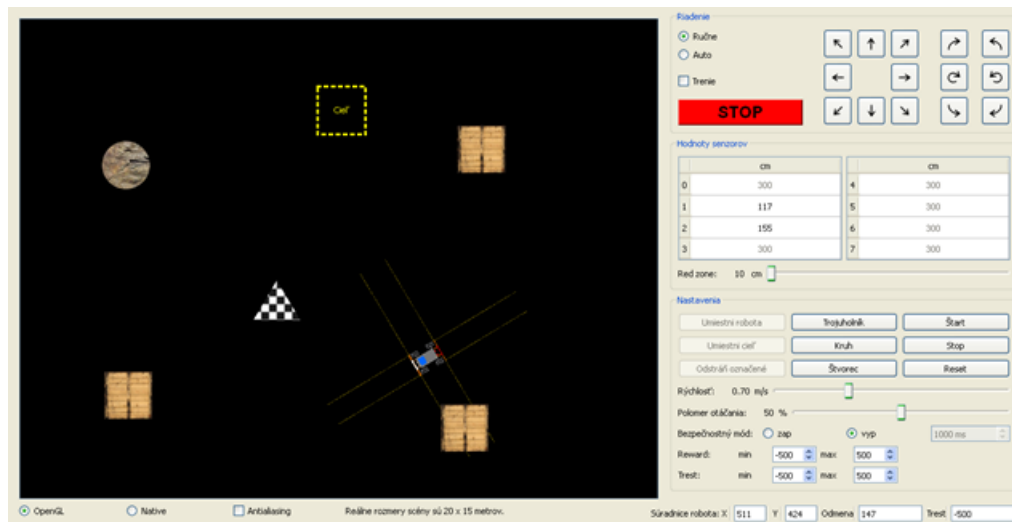 Riadenie
Ručne
Auto
Trenie
STOP
Cieľ
Hodnoty senzorov
cm
cm
0 300 4 300
1 117 5 300
2 155 6 300
3 300 7 300
Red zone: 10 cm
Nastavenia
Umiestni robota Trojuholník Štart
Umiestni cieľ Kruh Stop
Odstráň označené Štvorec Reset
Rýchlosť: 0.70 m/s
Polomer otáčania: 50 %
Bezpečnostný mód: zap vyp 1000 ms
Reward: min -500 max 500
Trest: min -500 max 500
OpenGL Native Antialiasing Reálne rozmery scény sú 20 x 15 metrov. Súradnice robota: X 511 Y 424 Odmena 147 Trest -500